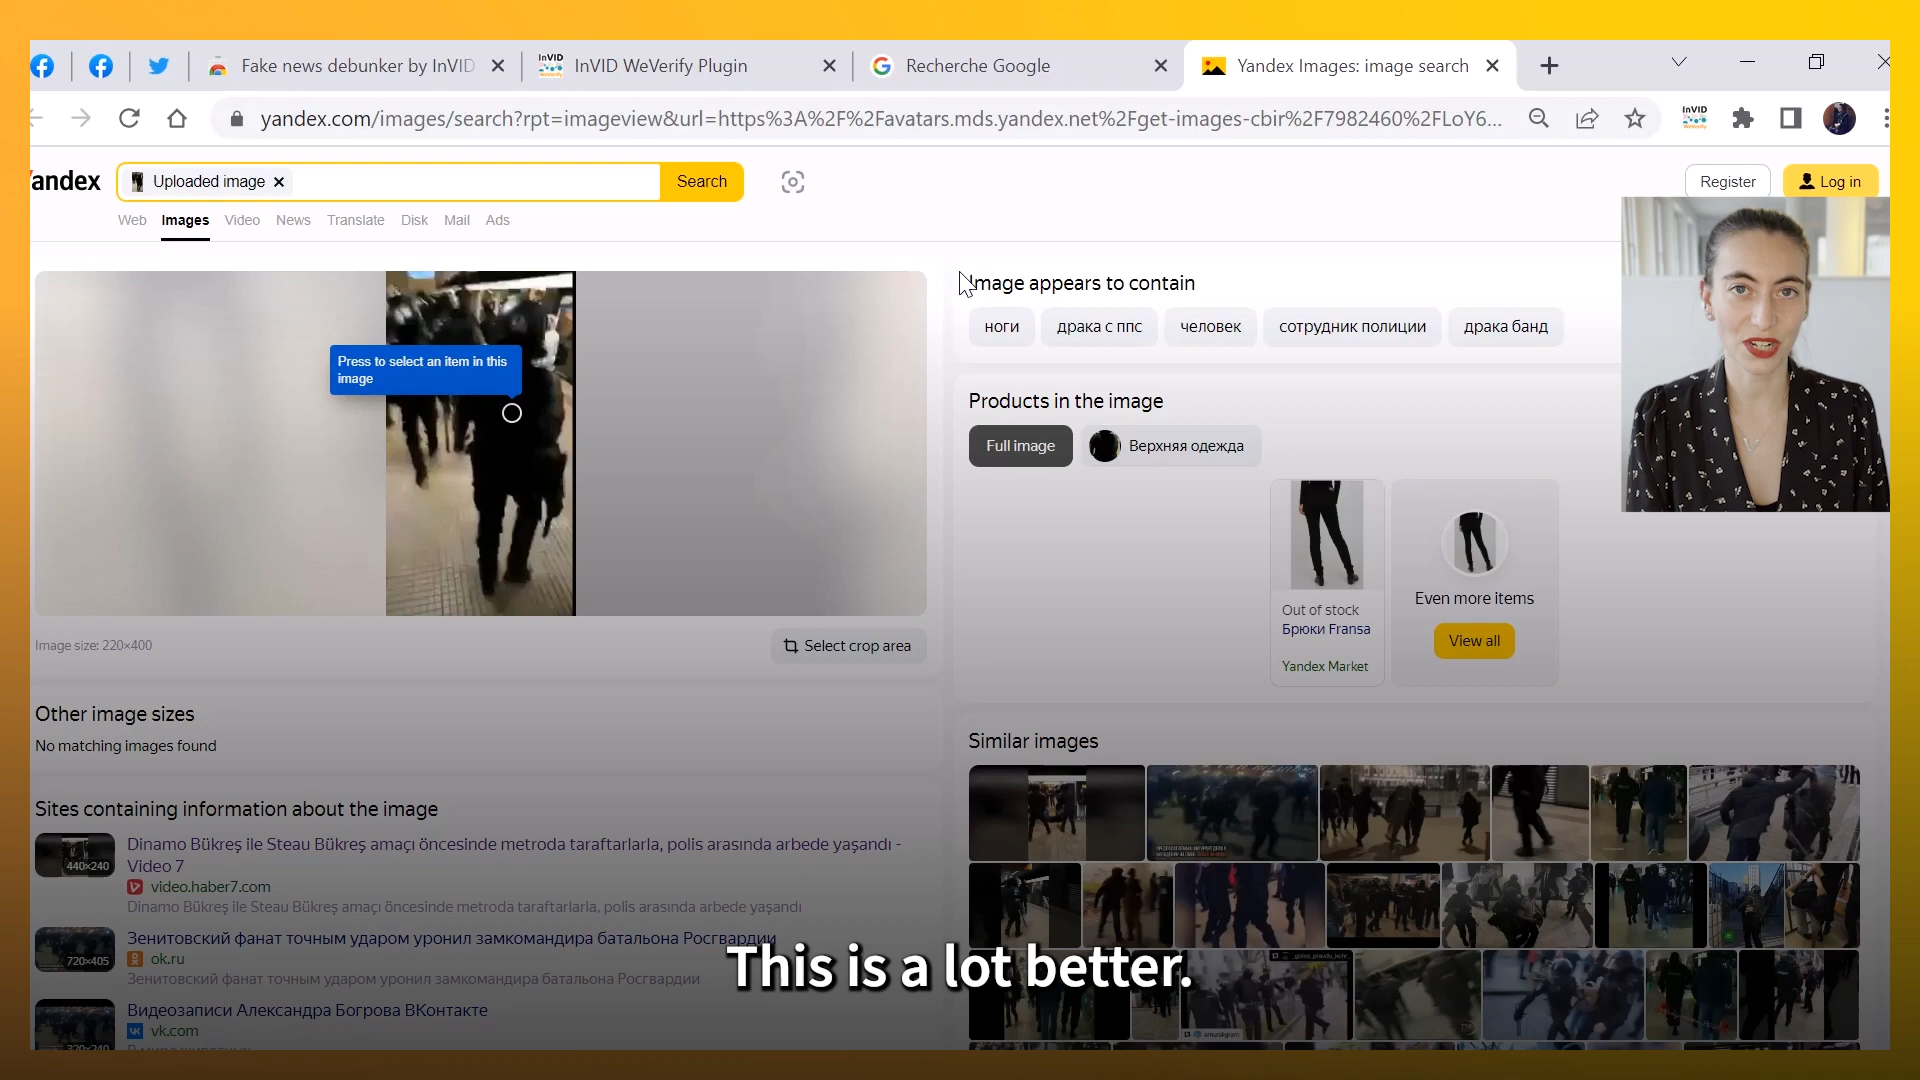 Fake news debunker by InVID
InVID WeVerify Plugin
Recherche Google
Yandex Images: image search
yandex.com/images/search?rpt=imageview&url=https%3A%2F%2Favatars.mds.yandex.net%2Fget-images-cbir%2F7982460%2FLoY6...
InVID
andex
Uploaded image
Search
Register
Log in
Web Images Video News Translate Disk Mail Ads
Press to select an item in this
image
Image size: 220×400
Select crop area
Other image sizes
No matching images found
Sites containing information about the image
440×240
Dinamo Bükreş ile Steau Bükreş amaçı öncesinde metroda taraftarlarla, polis arasında arbede yaşandı -
Video 7
video.haber7.com
Dinamo Bükreş ile Steau Bükreş amaçı öncesinde metroda taraftarlarla, polis arasında arbede yaşandı
720×405
Зенитовский фанат точным ударом уронил замкомандира батальона Росгвардии
ok.ru
Зенитовский фанат точным ударом уронил замкомандира батальона Росгвардии
320×240
Видеозаписи Александра Богрова ВКонтакте
vk.com
Image appears to contain
ноги
драка с ппс
человек
сотрудник полиции
драка банд
Products in the image
Full image
Верхняя одежда
Out of stock
Брюки Fransa
Yandex Market
Even more items
View all
Similar images
This is a lot better.